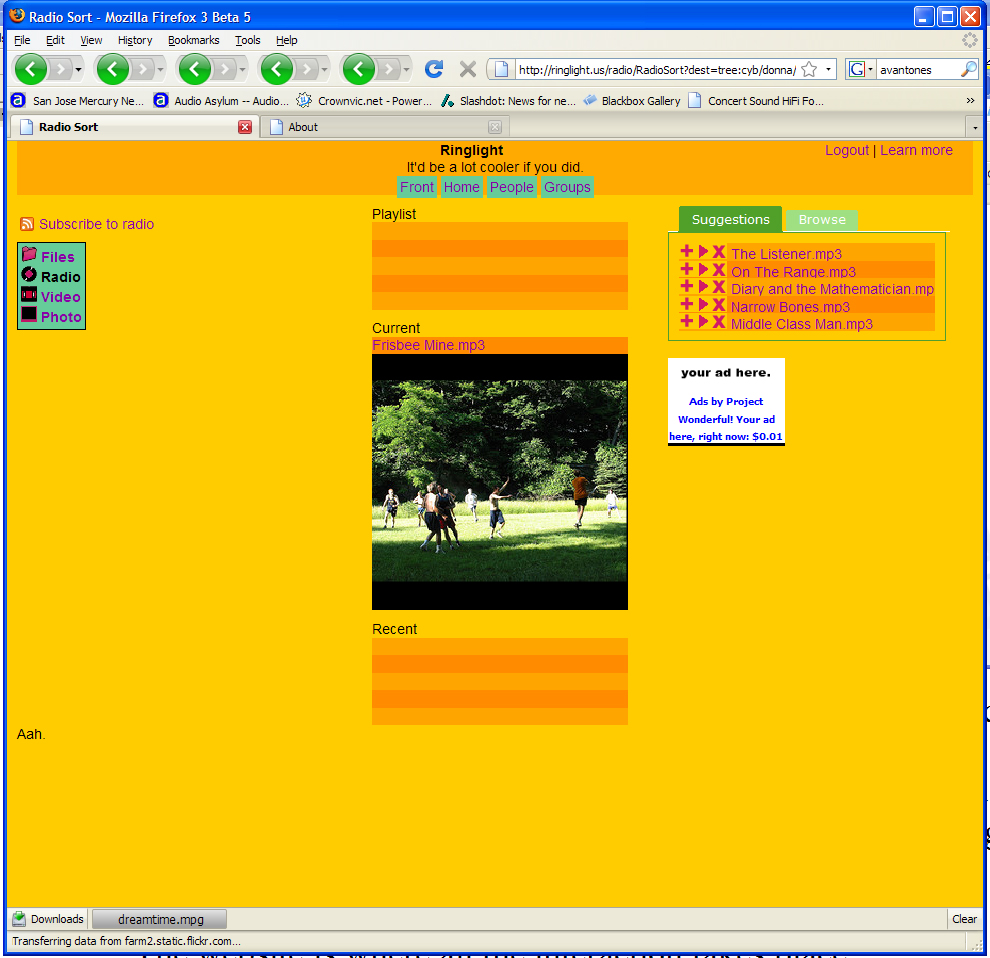 Radio Sort - Mozilla Firefox 3 Beta 5
File Edit View History Bookmarks Tools Help
http://ringlight.us/radio/RadioSort?dest=tree:cyb/donna/ G avantones
San Jose Mercury Ne... Audio Asylum -- Audio... Crownvic.net - Power... Slashdot: News for ne... Blackbox Gallery Concert Sound HiFi Fo... »
Radio Sort About
Ringlight
Logout | Learn more
It'd be a lot cooler if you did.
Front Home People Groups
Subscribe to radio
Files
Radio
Video
Photo
Playlist
Current
Frisbee Mine.mp3
Recent
Suggestions Browse
The Listener.mp3
On The Range.mp3
Diary and the Mathematician.mp
Narrow Bones.mp3
Middle Class Man.mp3
your ad here.
Ads by Project
Wonderful! Your ad
here, right now: $0.01
Aah.
Downloads dreamtime.mpg Clear
Transferring data from farm2.static.flickr.com...